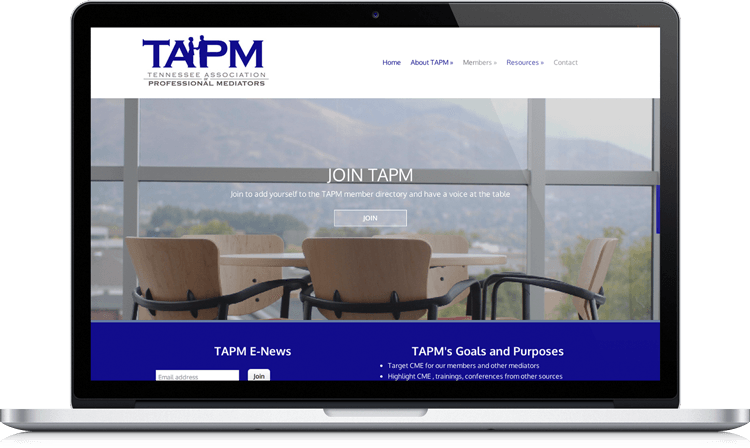 TAPM
TENNESSEE ASSOCIATION
OF
PROFESSIONAL MEDIATORS
Home About TAPM » Members » Resources » Contact
JOIN TAPM
Join to add yourself to the TAPM member directory and have a voice at the table
JOIN
TAPM E-News
Email address
Join
TAPM's Goals and Purposes
Target CME for our members and other mediators
Highlight CME , trainings, conferences from other sources